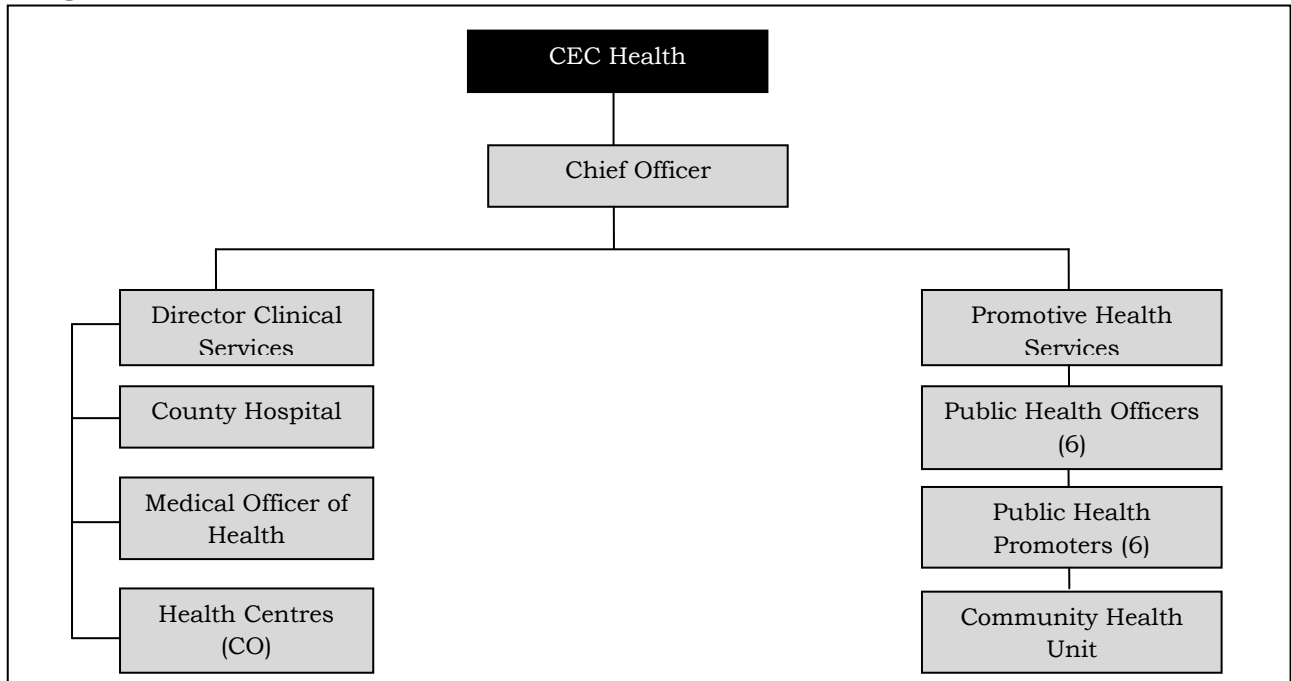 CEC Health
Chief Officer
Director Clinical
Services
County Hospital
Medical Officer of
Health
Health Centres
(CO)
Promotive Health
Services
Public Health Officers
(6)
Public Health
Promoters (6)
Community Health
Unit